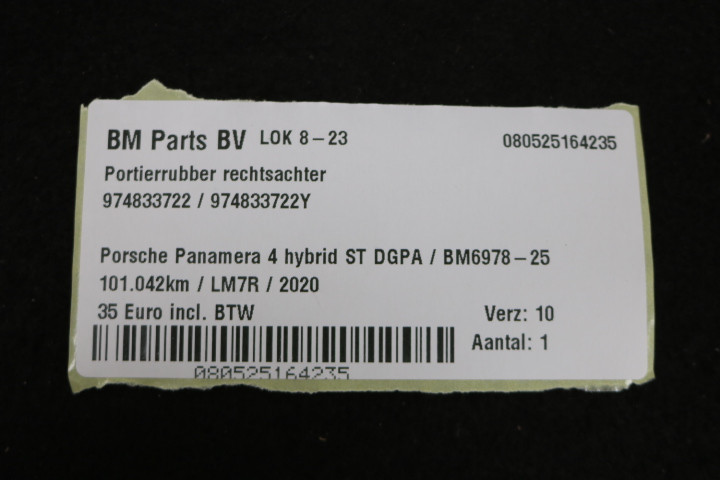 BM Parts BV LOK 8-23 080525164235
Portierrubber rechtsachter
974833722 / 974833722Y
Porsche Panamera 4 hybrid ST DGPA / BM6978-25
101.042km / LM7R / 2020
35 Euro incl. BTW Verz: 10
Aantal: 1
080525164235